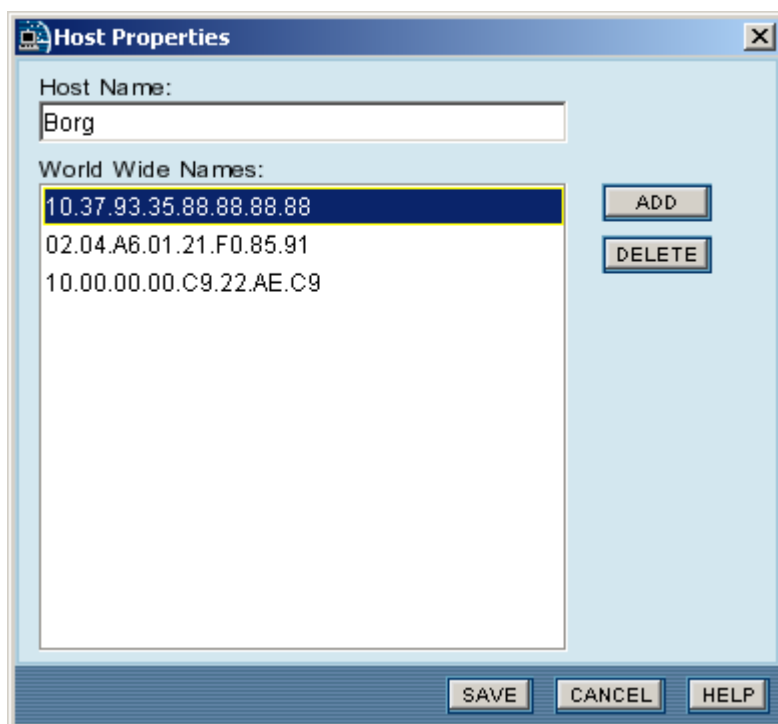 Host Properties
Host Name:
Borg
World Wide Names:
10.37.93.35.88.88.88.88
02.04.A6.01.21.F0.85.91
10.00.00.00.C9.22.AE.C9
ADD
DELETE
SAVE CANCEL HELP